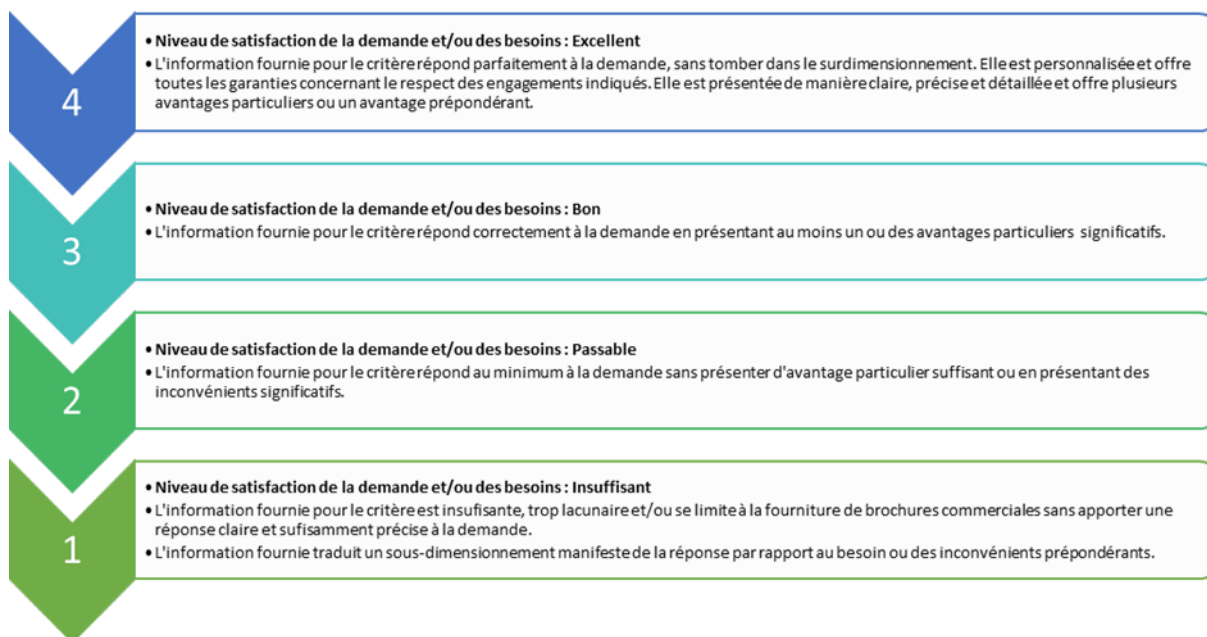 4
• Niveau de satisfaction de la demande et/ou des besoins : Excellent
• L'information fournie pour le critère répond parfaitement à la demande, sans tomber dans le surdimensionnement. Elle est personnalisée et offre
toutes les garanties concernant le respect des engagements indiqués. Elle est présentée de manière claire, précise et détaillée et offre plusieurs
avantages particuliers ou un avantage prépondérant.
3
• Niveau de satisfaction de la demande et/ou des besoins : Bon
• L'information fournie pour le critère répond correctement à la demande en présentant au moins un ou des avantages particuliers significatifs.
2
• Niveau de satisfaction de la demande et/ou des besoins : Passable
• L'information fournie pour le critère répond au minimum à la demande sans présenter d'avantage particulier suffisant ou en présentant des
inconvénients significatifs.
1
• Niveau de satisfaction de la demande et/ou des besoins : Insuffisant
• L'information fournie pour le critère est insufisante, trop lacunaire et/ou se limite à la fourniture de brochures commerciales sans apporter une
réponse claire et sufisamment précise à la demande.
• L'information fournie traduit un sous-dimensionnement manifeste de la réponse par rapport au besoin ou des inconvénients prépondérants.